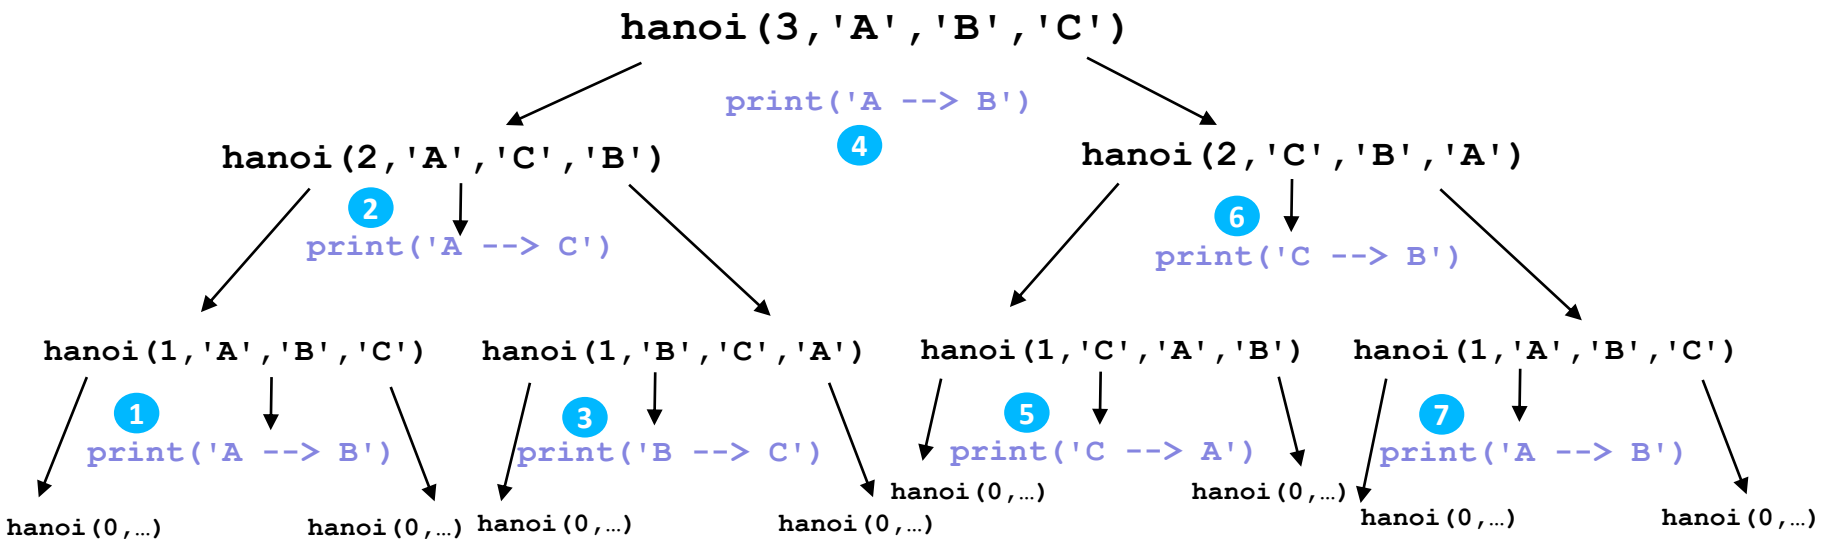 hanoi(3,'A','B','C')
print('A --> B')
4
hanoi(2,'A','C','B')
hanoi(2,'C','B','A')
2
6
print('A --> C')
print('C --> B')
hanoi(1,'A','B','C')
hanoi(1,'B','C','A')
hanoi(1,'C','A','B')
hanoi(1,'A','B','C')
1
3
5
7
print('A --> B')
print('B --> C')
print('C --> A')
print('A --> B')
hanoi(0,…)
hanoi(0,…)
hanoi(0,…)
hanoi(0,…)
hanoi(0,…)
hanoi(0,…)
hanoi(0,…)
hanoi(0,…)